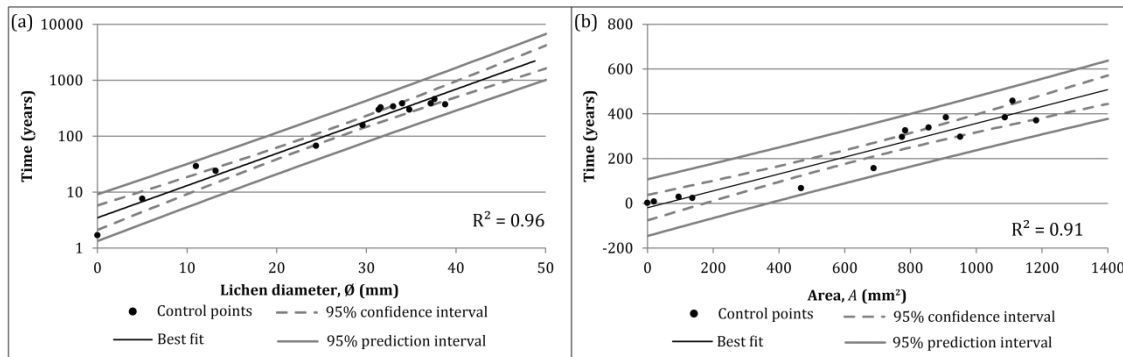 (a)
10000
1000
100
10
1
Time (years)
0 10 20 30 40 50
Lichen diameter, Ø (mm)
R² = 0.96
Control points 95% confidence interval
Best fit 95% prediction interval
(b)
800
600
400
200
0
-200
Time (years)
0 200 400 600 800 1000 1200 1400
Area, A (mm²)
R² = 0.91
Control points 95% confidence interval
Best fit 95% prediction interval